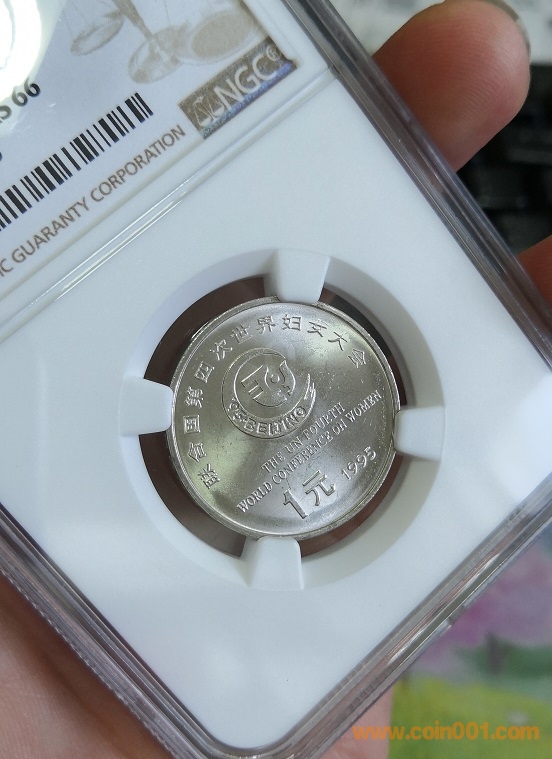 66
NGC
GUARANTY CORPORATION
联合国第四次世界妇女大会
'95·BEIJING
THE UN FOURTH
WORLD CONFERENCE ON WOMEN
1元 1995
www.coin001.com